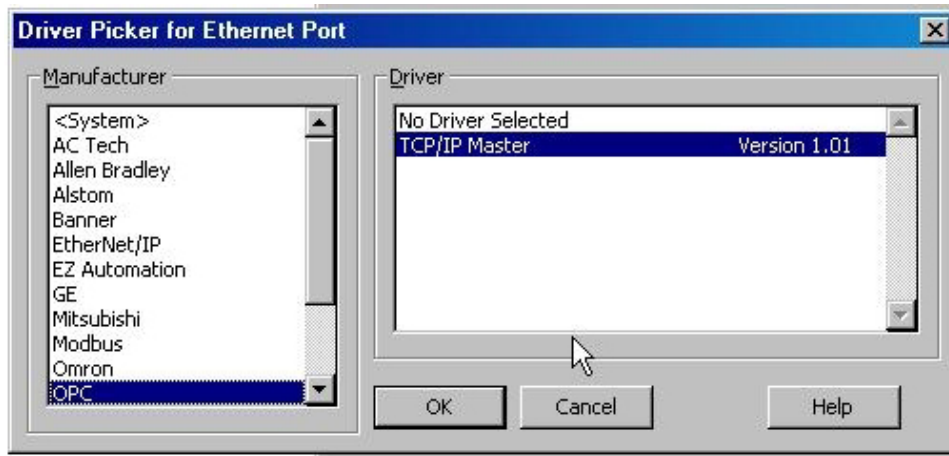 Driver Picker for Ethernet Port
Manufacturer
<System>
AC Tech
Allen Bradley
Alstom
Banner
EtherNet/IP
EZ Automation
GE
Mitsubishi
Modbus
Omron
OPC
Driver
No Driver Selected
TCP/IP Master Version 1.01
OK Cancel Help